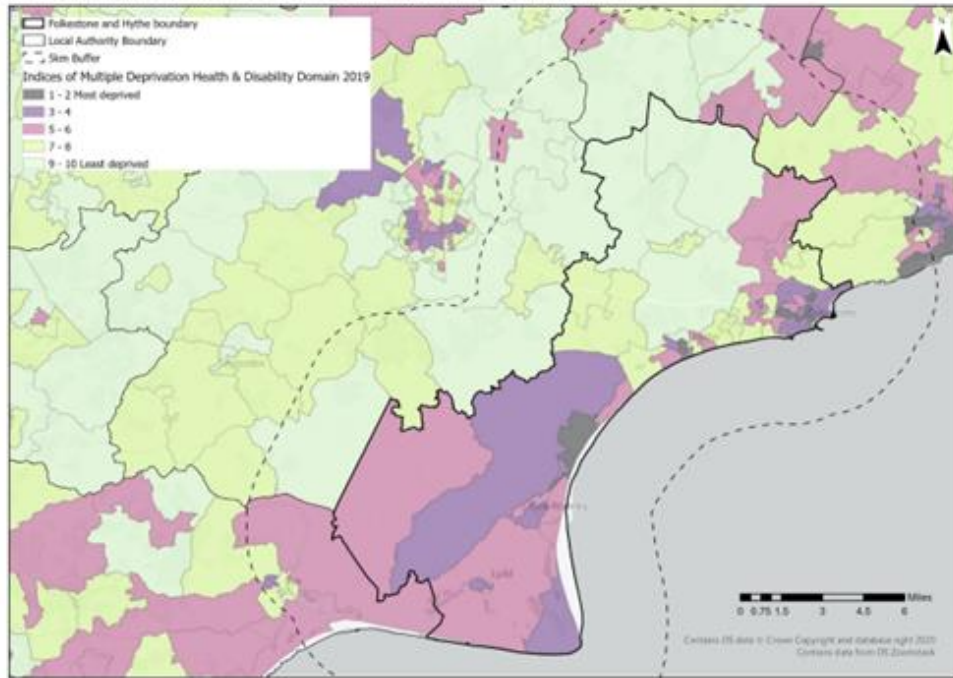 Folkestone and Hythe boundary
Local Authority Boundary
5km Buffer
Indices of Multiple Deprivation Health & Disability Domain 2019
1 - 2 Most deprived
3 - 4
5 - 6
7 - 8
9 - 10 Least deprived
N
Lydd
Miles
0 0.75 1.5 3 4.5 6
Contains OS data © Crown Copyright and database right 2020
Contains data from OS Zoomstack